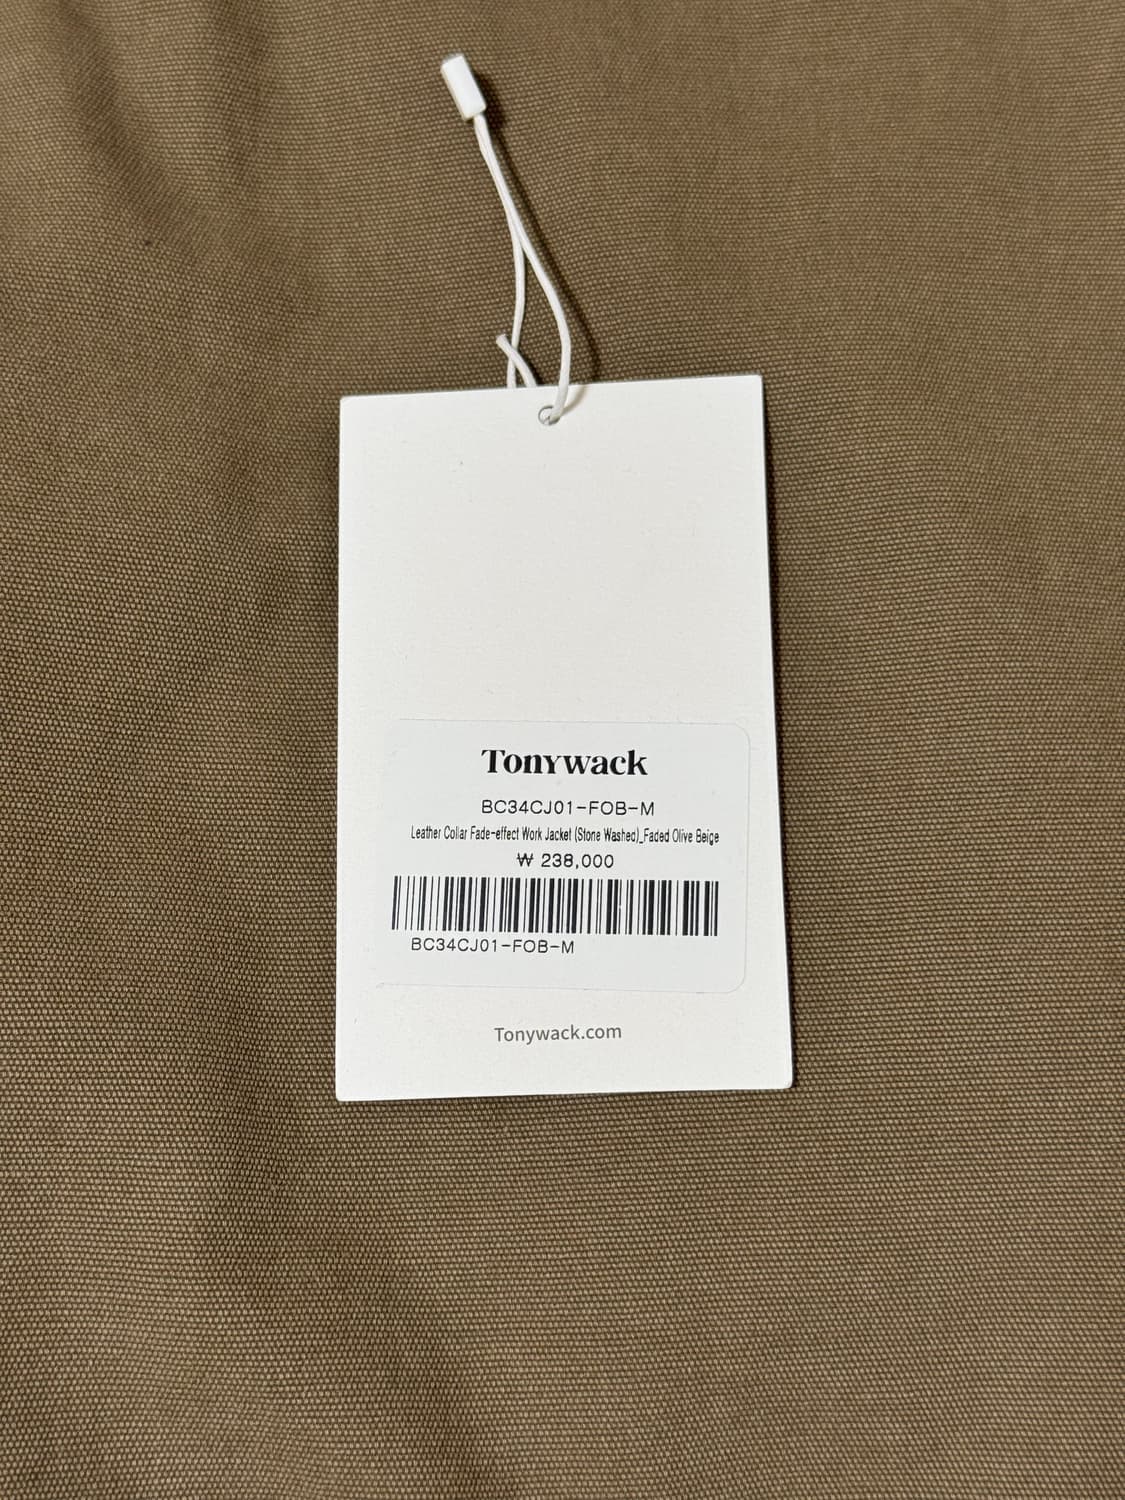 Tonywack
BC34CJ01-FOB-M
Leather Collar Fade-effect Work Jacket (Stone Washed)_Faded Olive Beige
₩ 238,000
BC34CJ01-FOB-M
Tonywack.com